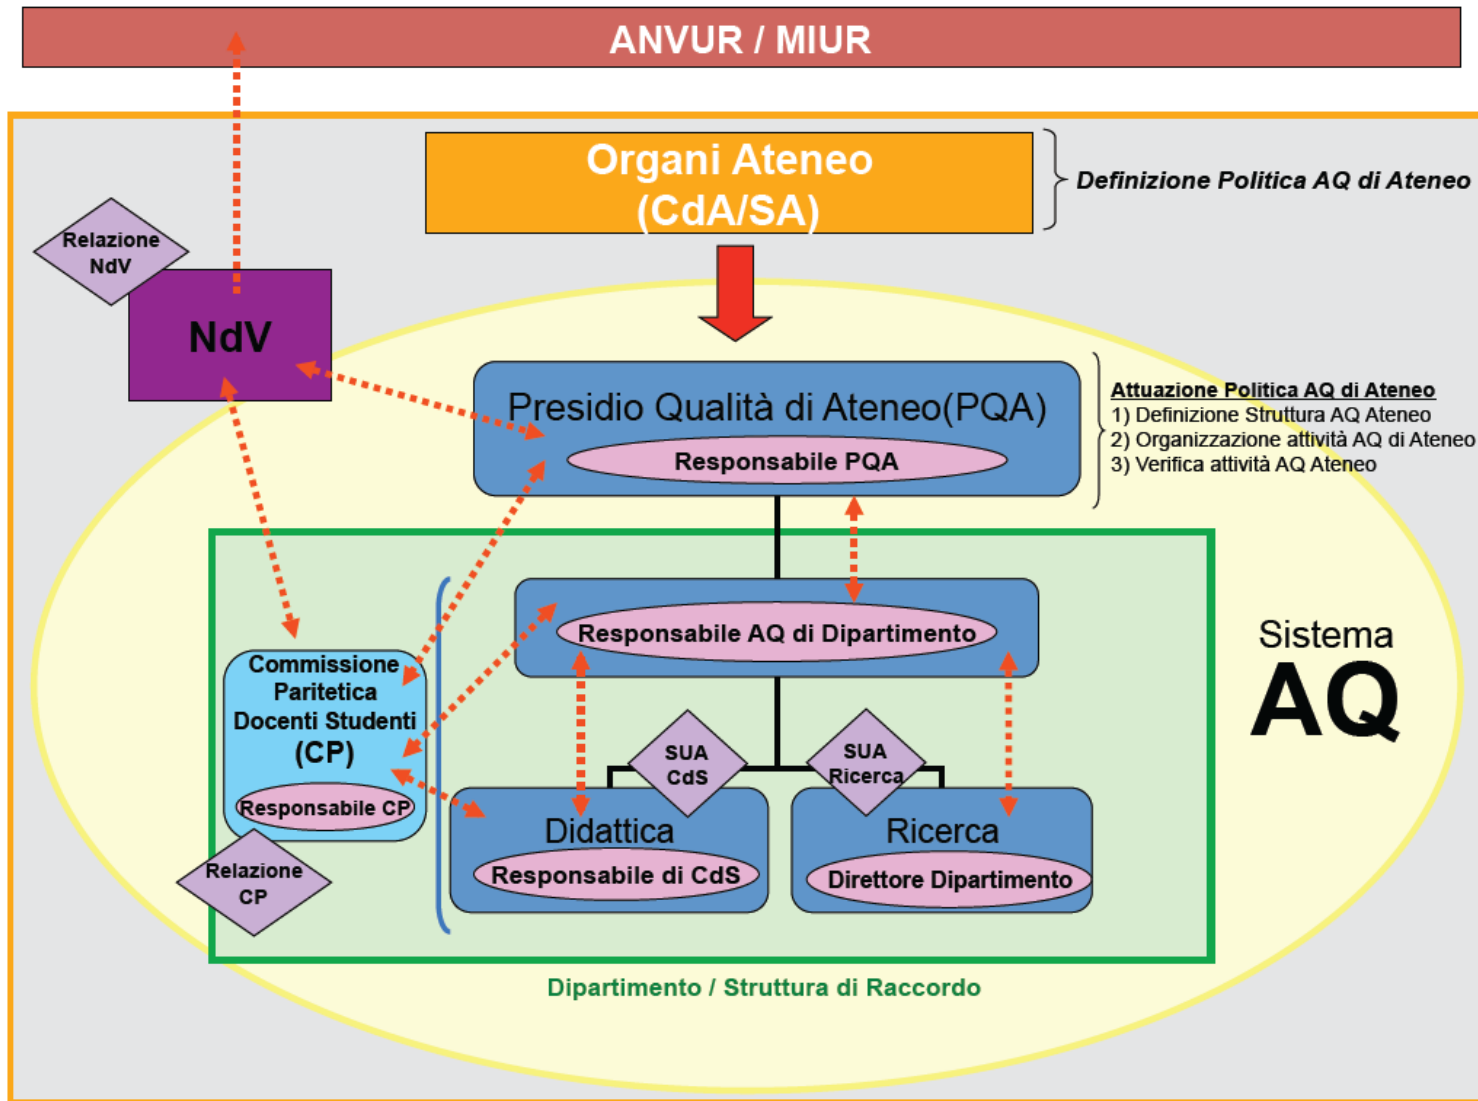 ANVUR / MIUR
Organi Ateneo
(CdA/SA)
Definizione Politica AQ di Ateneo
Relazione
NdV
NdV
Presidio Qualità di Ateneo(PQA)
Responsabile PQA
Attuazione Politica AQ di Ateneo
1) Definizione Struttura AQ Ateneo
2) Organizzazione attività AQ di Ateneo
3) Verifica attività AQ Ateneo
Responsabile AQ di Dipartimento
Sistema
AQ
Commissione
Paritetica
Docenti Studenti
(CP)
Responsabile CP
Relazione
CP
SUA
CdS
SUA
Ricerca
Didattica
Responsabile di CdS
Ricerca
Direttore Dipartimento
Dipartimento / Struttura di Raccordo